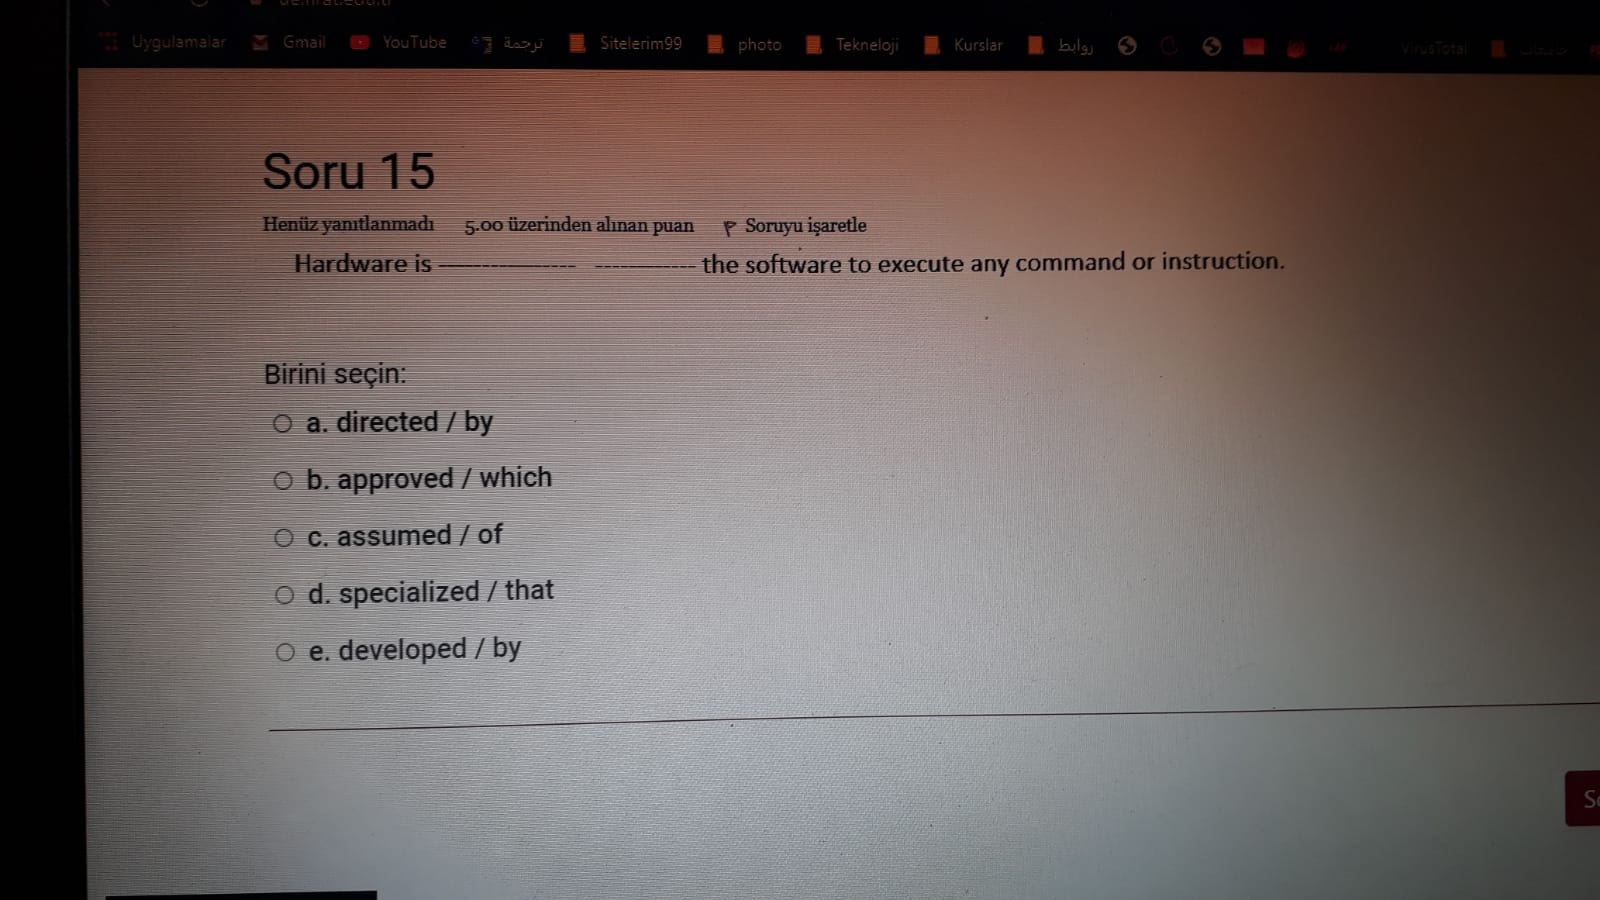 Uygulamalar Gmail YouTube ترجمة Sitelerim99 photo Tekneloji Kurslar روابط VirusTotal
Soru 15
Henüz yanıtlanmadı 5.00 üzerinden alınan puan Soruyu işaretle
Hardware is --------------- ------------ the software to execute any command or instruction.
Birini seçin:
a. directed / by
b. approved / which
c. assumed / of
d. specialized / that
e. developed / by